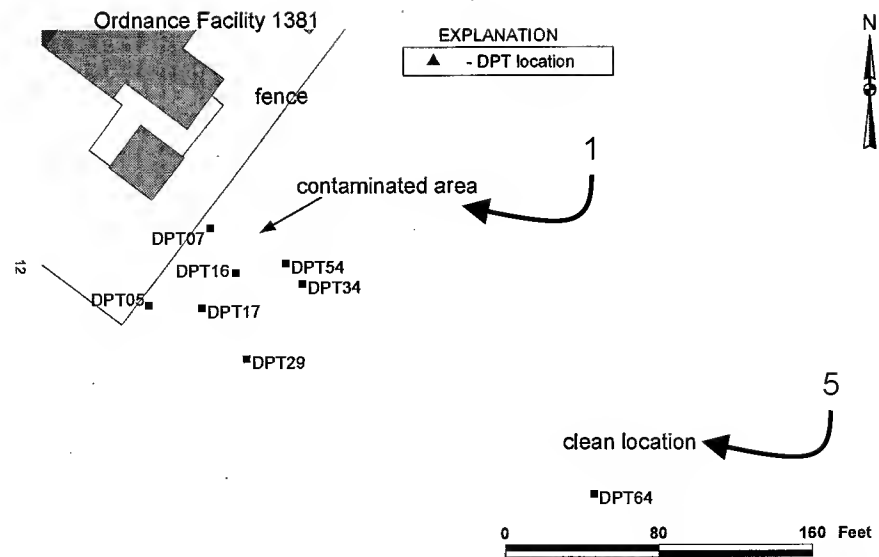 Ordnance Facility 1381
EXPLANATION
▲ - DPT location
N
fence
1
contaminated area
DPT07
DPT16
DPT54
DPT34
12
DPT05
DPT17
DPT29
5
clean location
DPT64
0 80 160 Feet